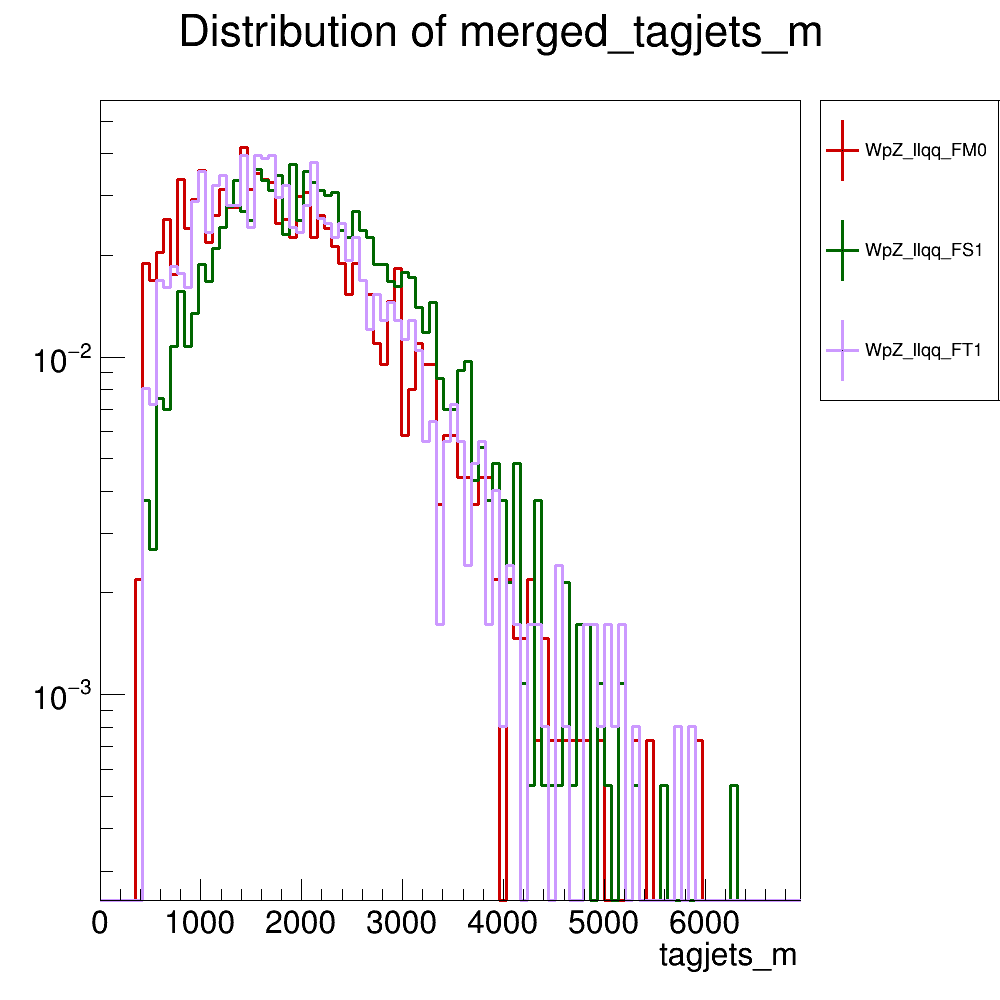 Distribution of merged_tagjets_m
WpZ_llqq_FM0
WpZ_llqq_FS1
WpZ_llqq_FT1
10⁻²
10⁻³
0 1000 2000 3000 4000 5000 6000
tagjets_m